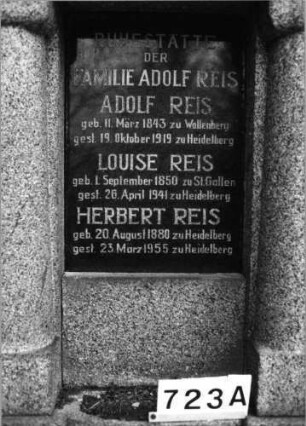 RUHESTÄTTE
DER
FAMILIE ADOLF REIS
ADOLF REIS
geb. 11. März 1843 zu Wollenberg
gest. 19. Oktober 1919 zu Heidelberg
LOUISE REIS
geb. 1. September 1850 zu St. Gallen
gest. 26. April 1941 zu Heidelberg
HERBERT REIS
geb. 20. August 1880 zu Heidelberg
gest. 23. März 1955 zu Heidelberg
723A